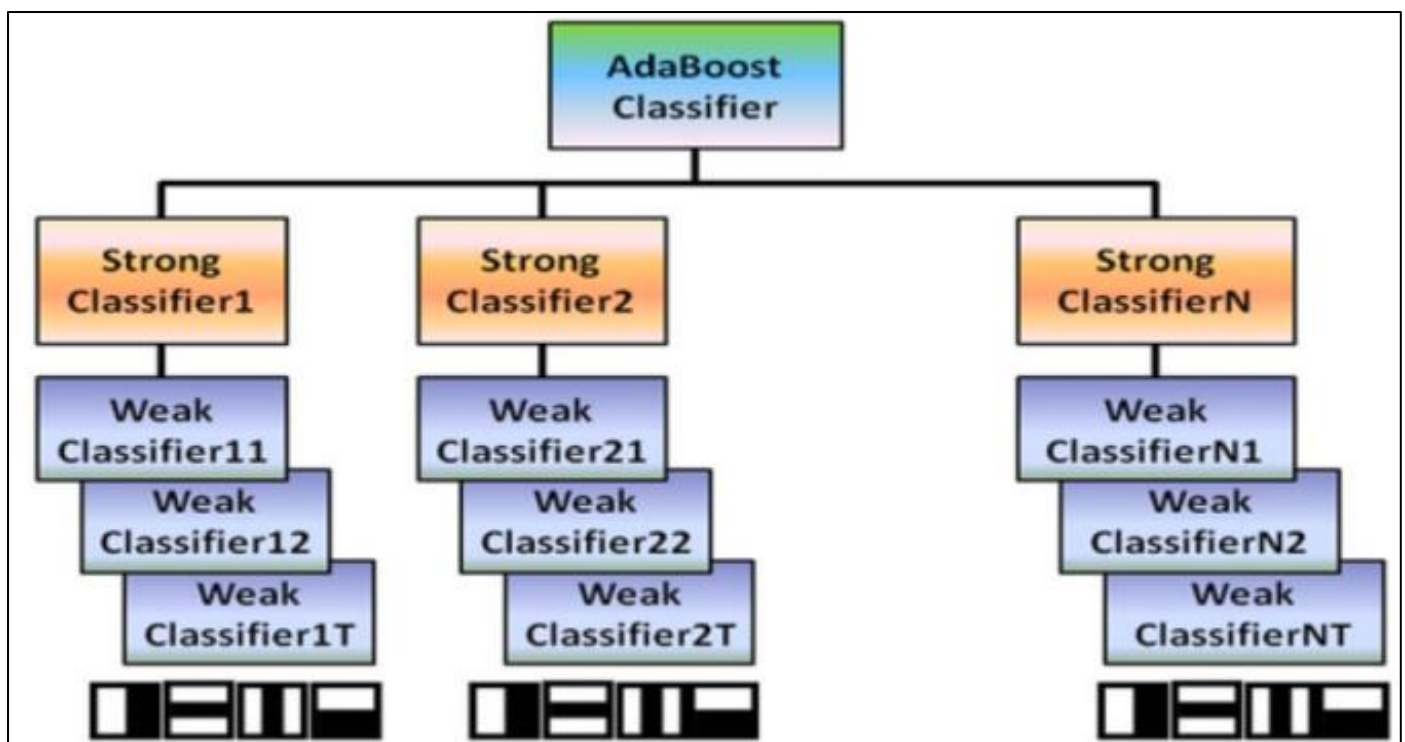 AdaBoost
Classifier
Strong
Classifier1
Strong
Classifier2
Strong
ClassifierN
Weak
Classifier11
Weak
Classifier12
Weak
Classifier1T
Weak
Classifier21
Weak
Classifier22
Weak
Classifier2T
Weak
ClassifierN1
Weak
ClassifierN2
Weak
ClassifierNT